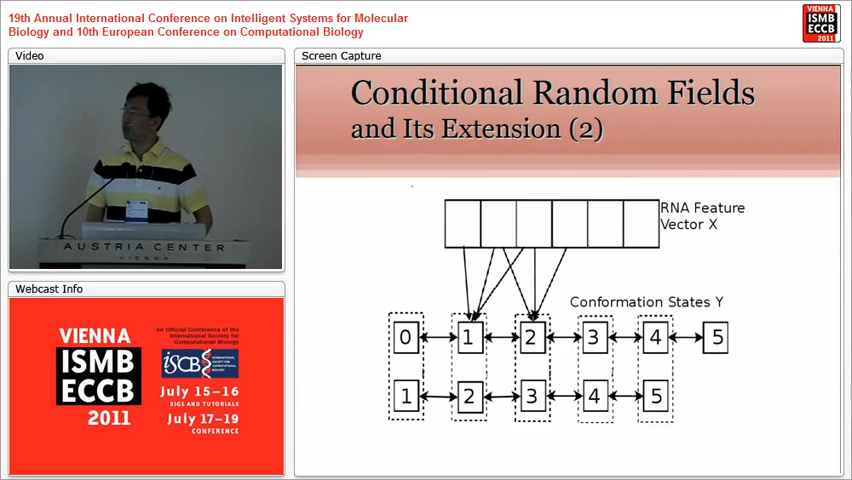 19th Annual International Conference on Intelligent Systems for Molecular
Biology and 10th European Conference on Computational Biology
VIENNA
ISMB
ECCB
2011
Video
AUSTRIA CENTER
VIENNA
Webcast Info
VIENNA
ISMB
ECCB
2011
An Official Conference of the
International Society for
Computational Biology
ISCB
INTERNATIONAL
SOCIETY FOR
COMPUTATIONAL
BIOLOGY
July 15–16
SIGS AND TUTORIALS
July 17–19
CONFERENCE
Screen Capture
Conditional Random Fields
and Its Extension (2)
RNA Feature
Vector X
Conformation States Y
0 1 2 3 4 5
1 2 3 4 5